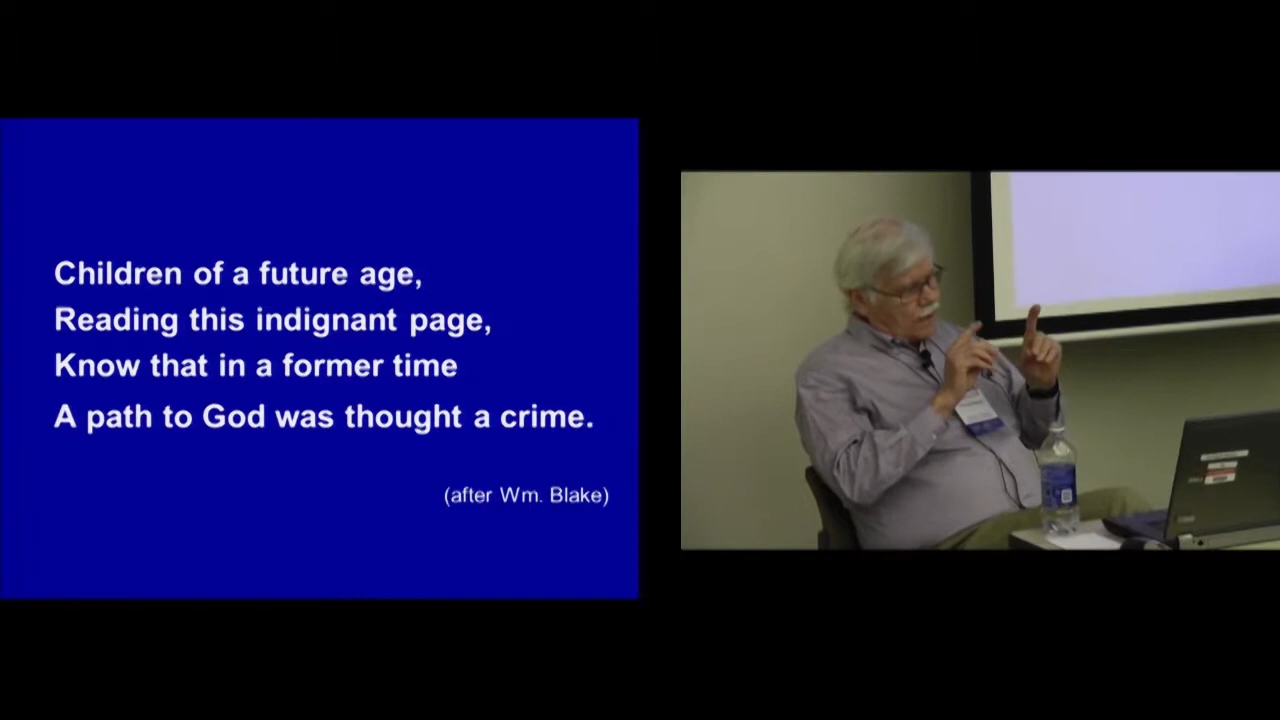 Children of a future age,
Reading this indignant page,
Know that in a former time
A path to God was thought a crime.
(after Wm. Blake)